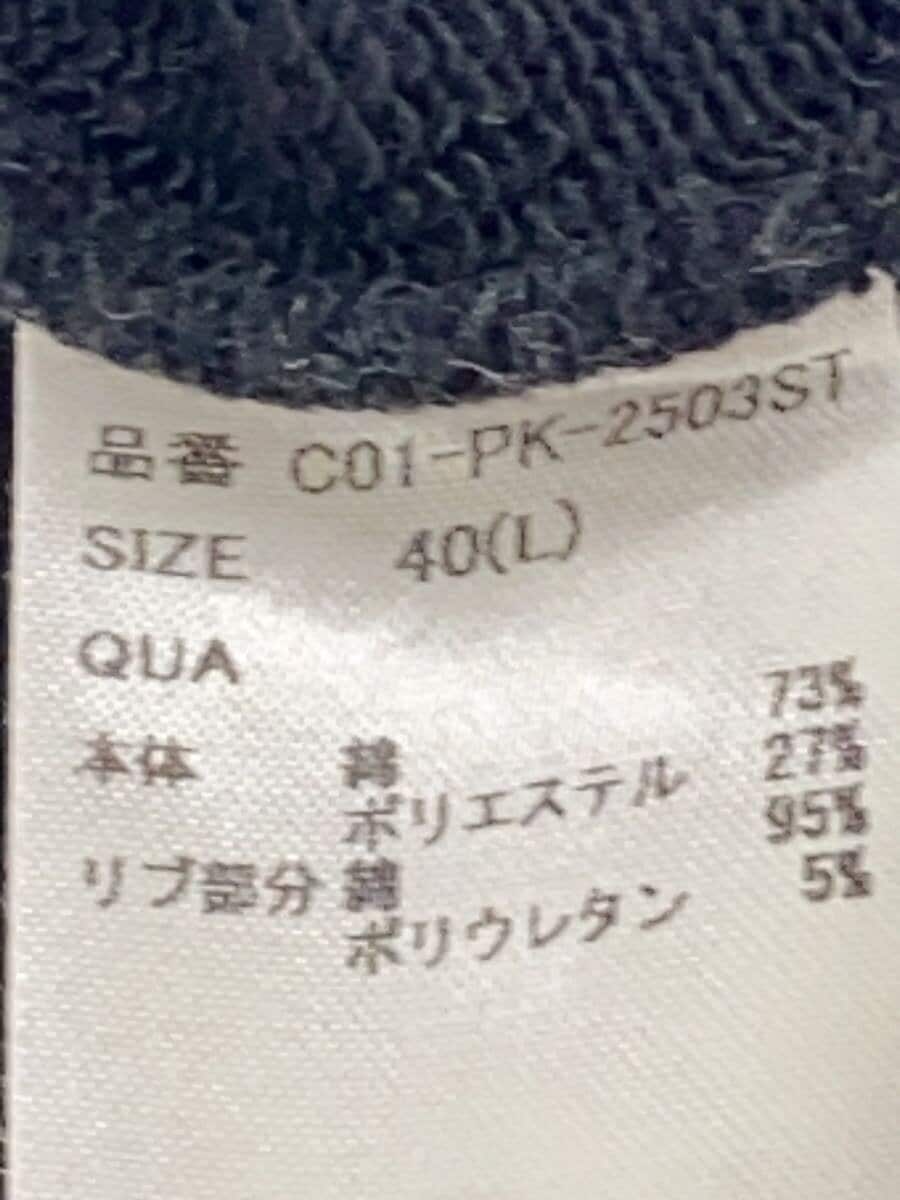 品番 C01-PK-2503ST
SIZE 40(L)
QUA
本体 綿 73%
ポリエステル 27%
リブ部分 綿 95%
ポリウレタン 5%